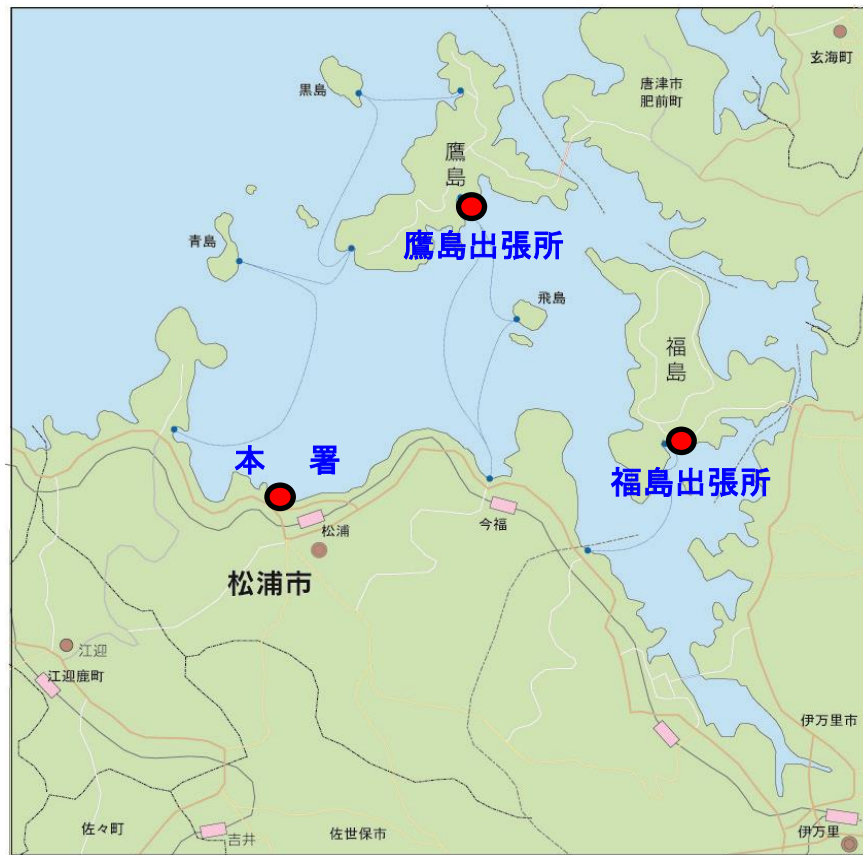 玄海町
唐津市
肥前町
黒島
鷹島
鷹島出張所
青島
飛島
福島
本　署
福島出張所
松浦
今福
松浦市
江迎
江迎鹿町
伊万里市
佐々町
吉井
佐世保市
伊万里